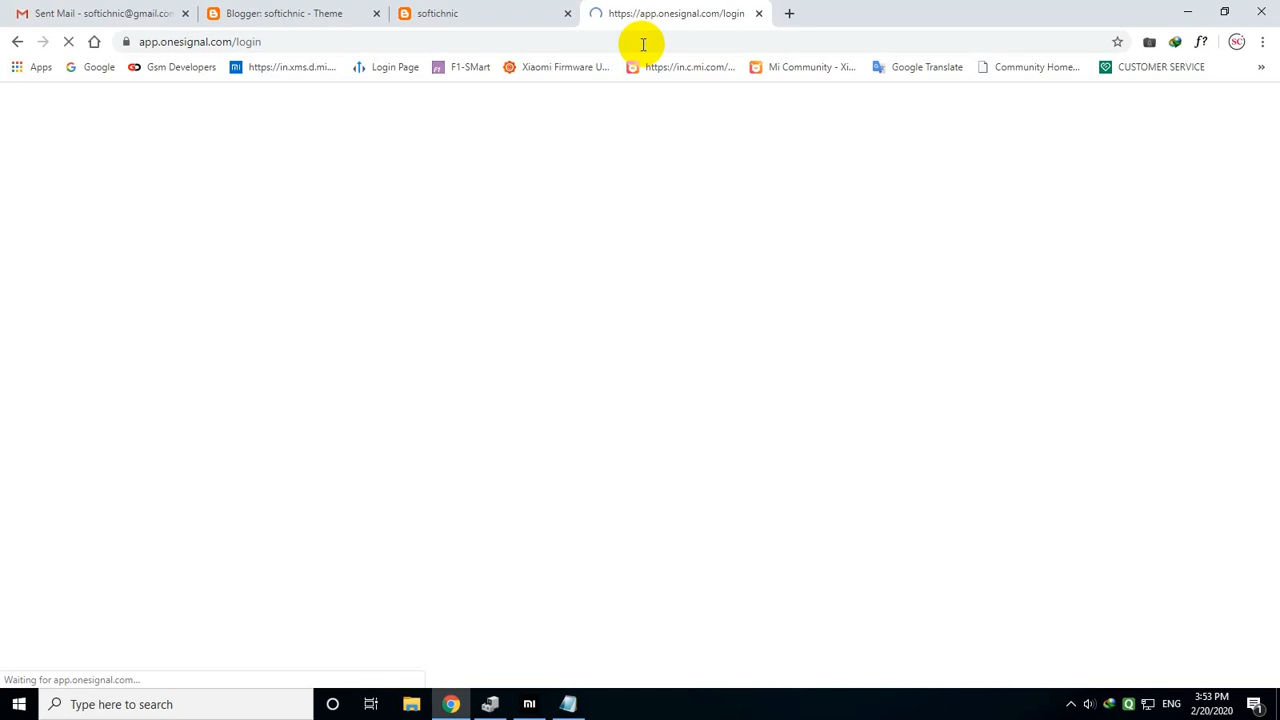 Sent Mail - softichnic@gmail.con
Blogger: softichnic - Theme
softichnic
https://app.onesignal.com/login
app.onesignal.com/login
Apps
Google
Gsm Developers
https://in.xms.d.mi....
Login Page
F1-SMart
Xiaomi Firmware U...
https://in.c.mi.com/...
Mi Community - Xi...
Google Translate
Community Home...
CUSTOMER SERVICE
»
Waiting for app.onesignal.com...
Type here to search
ENG
3:53 PM
2/20/2020